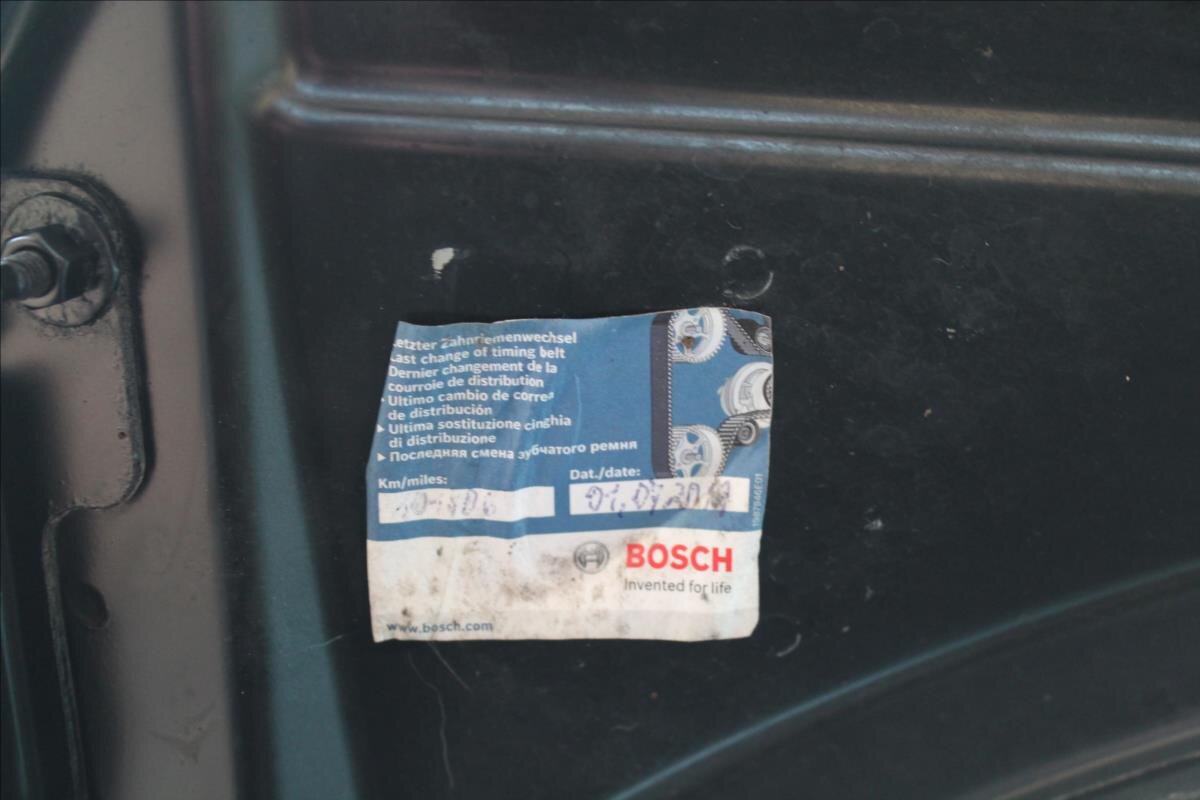 Letzter Zahnriemenwechsel
Last change of timing belt
Dernier changement de la
courroie de distribution
Ultimo cambio de correa
de distribución
▸ Ultima sostituzione cinghia
di distribuzione
▸ Последняя смена зубчатого ремня
Km/miles:
Dat./date:
BOSCH
Invented for life
www.bosch.com